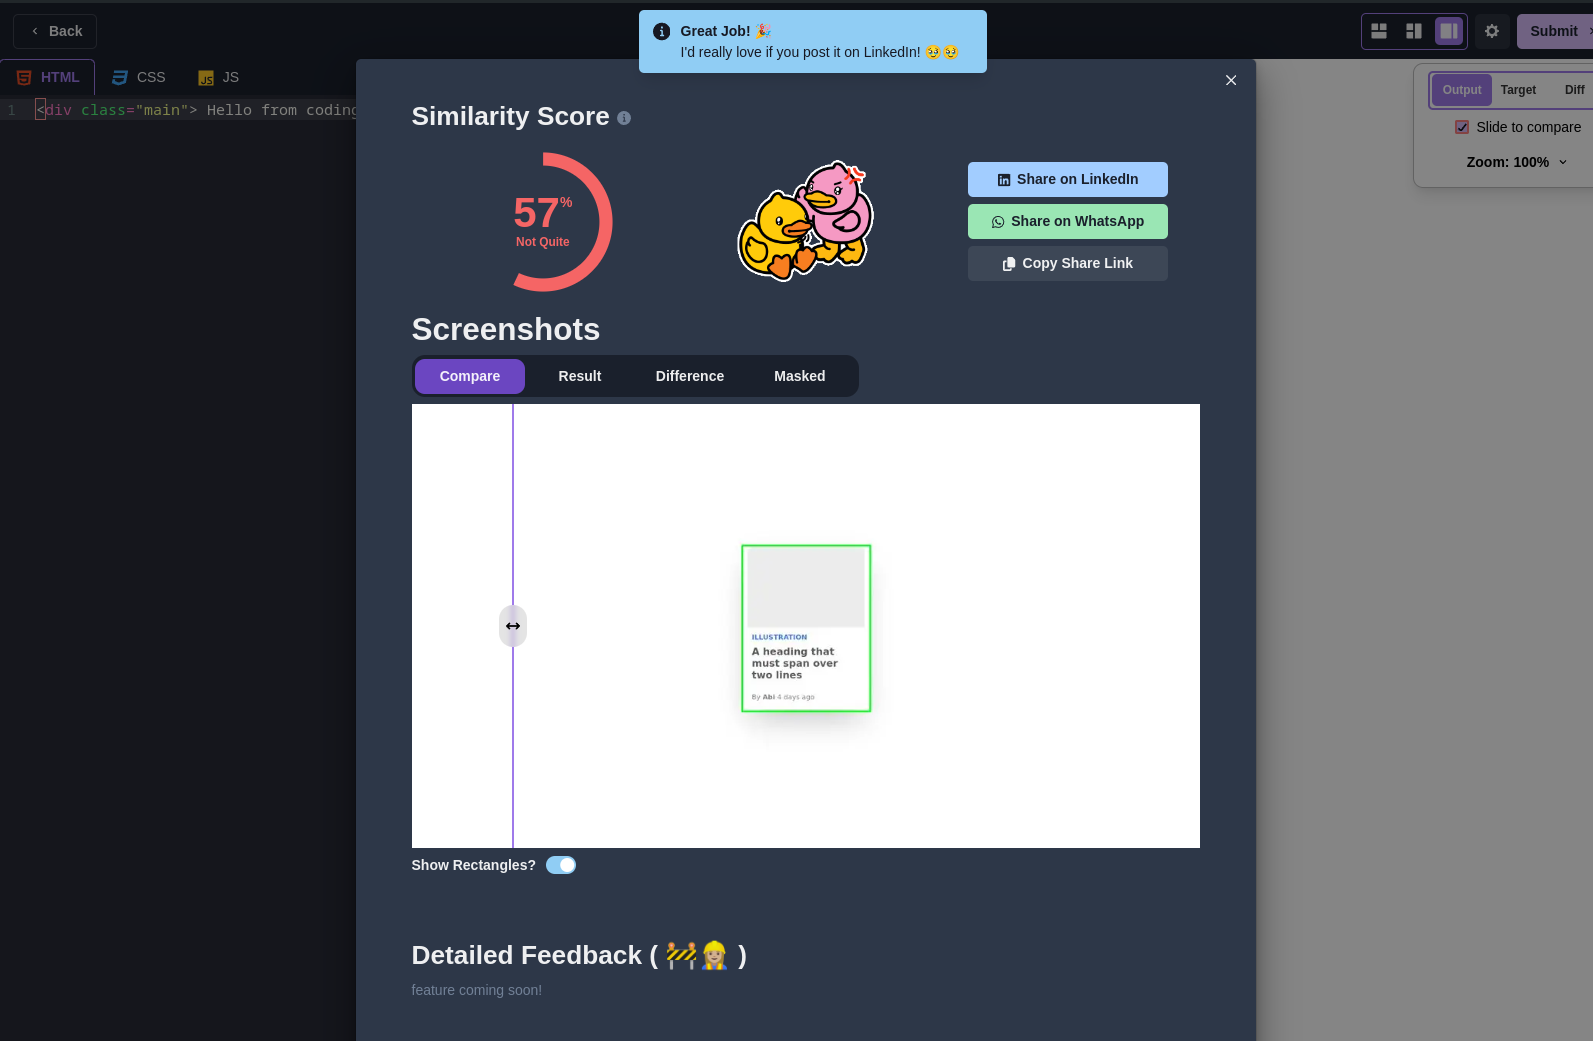 Back
Great Job! 🎉
I'd really love if you post it on LinkedIn! 🥹🥹
Submit
HTML
CSS
JS
1 <div class="main"> Hello from coding
Output
Target
Diff
Slide to compare
Zoom: 100%
Similarity Score
57%
Not Quite
Share on LinkedIn
Share on WhatsApp
Copy Share Link
Screenshots
Compare
Result
Difference
Masked
ILLUSTRATION
A heading that
must span over
two lines
By Abi 4 days ago
Show Rectangles?
Detailed Feedback ( 🚧👷‍♀️ )
feature coming soon!